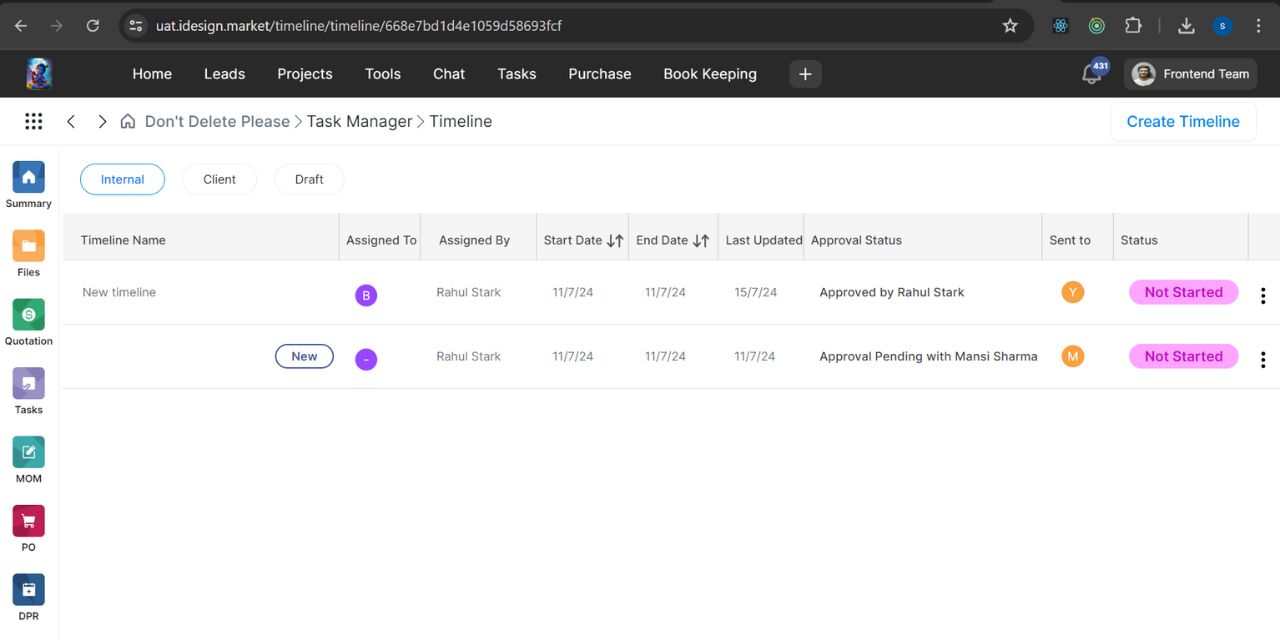 uat.idesign.market/timeline/timeline/668e7bd1d4e1059d58693fcf
S
Home Leads Projects Tools Chat Tasks Purchase Book Keeping + 431 Frontend Team
Don't Delete Please > Task Manager > Timeline Create Timeline
Internal Client Draft
Summary
Timeline Name Assigned To Assigned By Start Date End Date Last Updated Approval Status Sent to Status
Files
New timeline B Rahul Stark 11/7/24 11/7/24 15/7/24 Approved by Rahul Stark Y Not Started
Quotation
New - Rahul Stark 11/7/24 11/7/24 11/7/24 Approval Pending with Mansi Sharma M Not Started
Tasks
MOM
PO
DPR